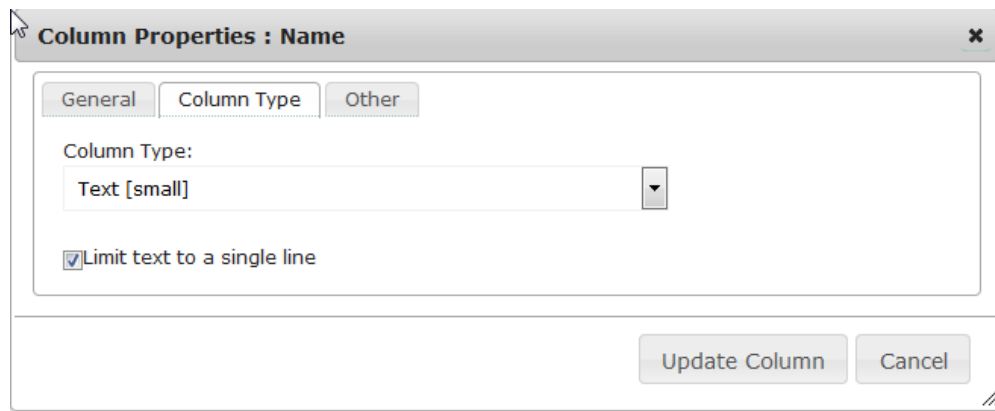 Column Properties : Name
General Column Type Other
Column Type:
Text [small]
Limit text to a single line
Update Column Cancel